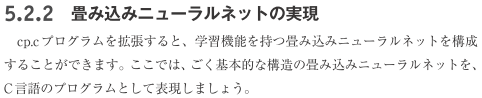 5.2.2 畳み込みニューラルネットの実現
cp.cプログラムを拡張すると、学習機能を持つ畳み込みニューラルネットを構成
することができます。ここでは、ごく基本的な構造の畳み込みニューラルネットを、
C言語のプログラムとして表現しましょう。